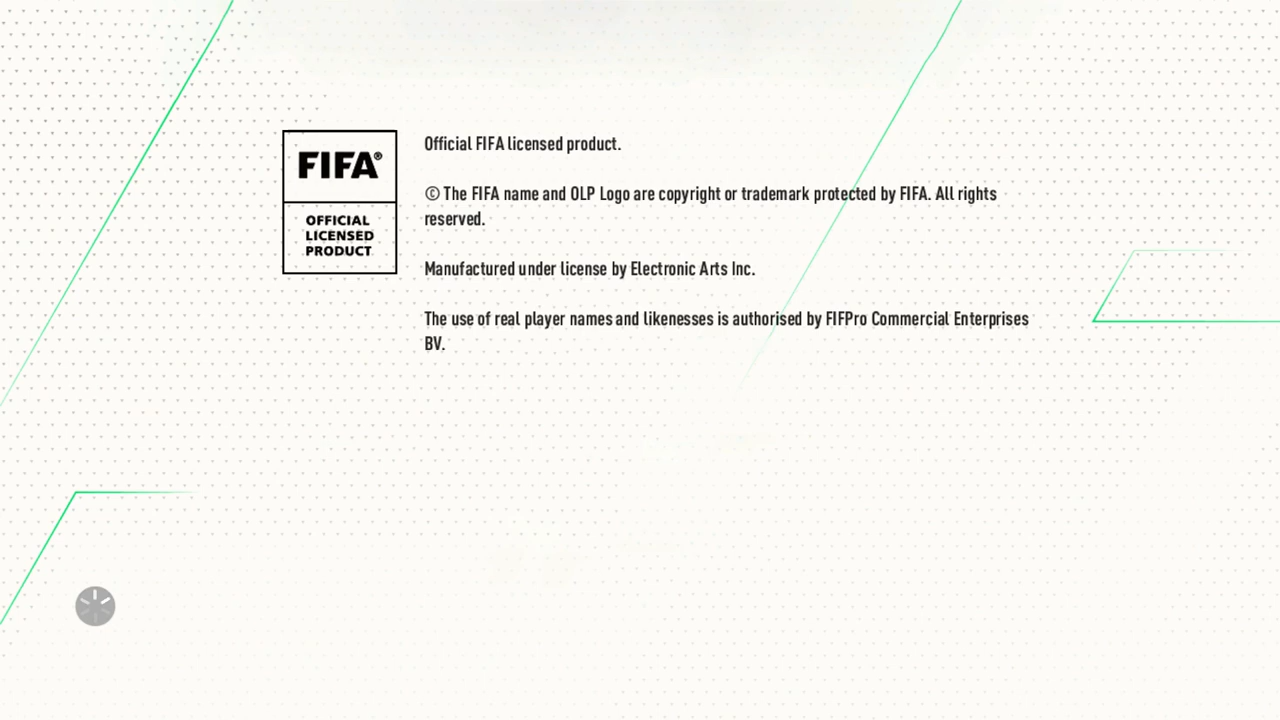 FIFA®
OFFICIAL
LICENSED
PRODUCT
Official FIFA licensed product.
© The FIFA name and OLP Logo are copyright or trademark protected by FIFA. All rights
reserved.
Manufactured under license by Electronic Arts Inc.
The use of real player names and likenesses is authorised by FIFPro Commercial Enterprises
BV.